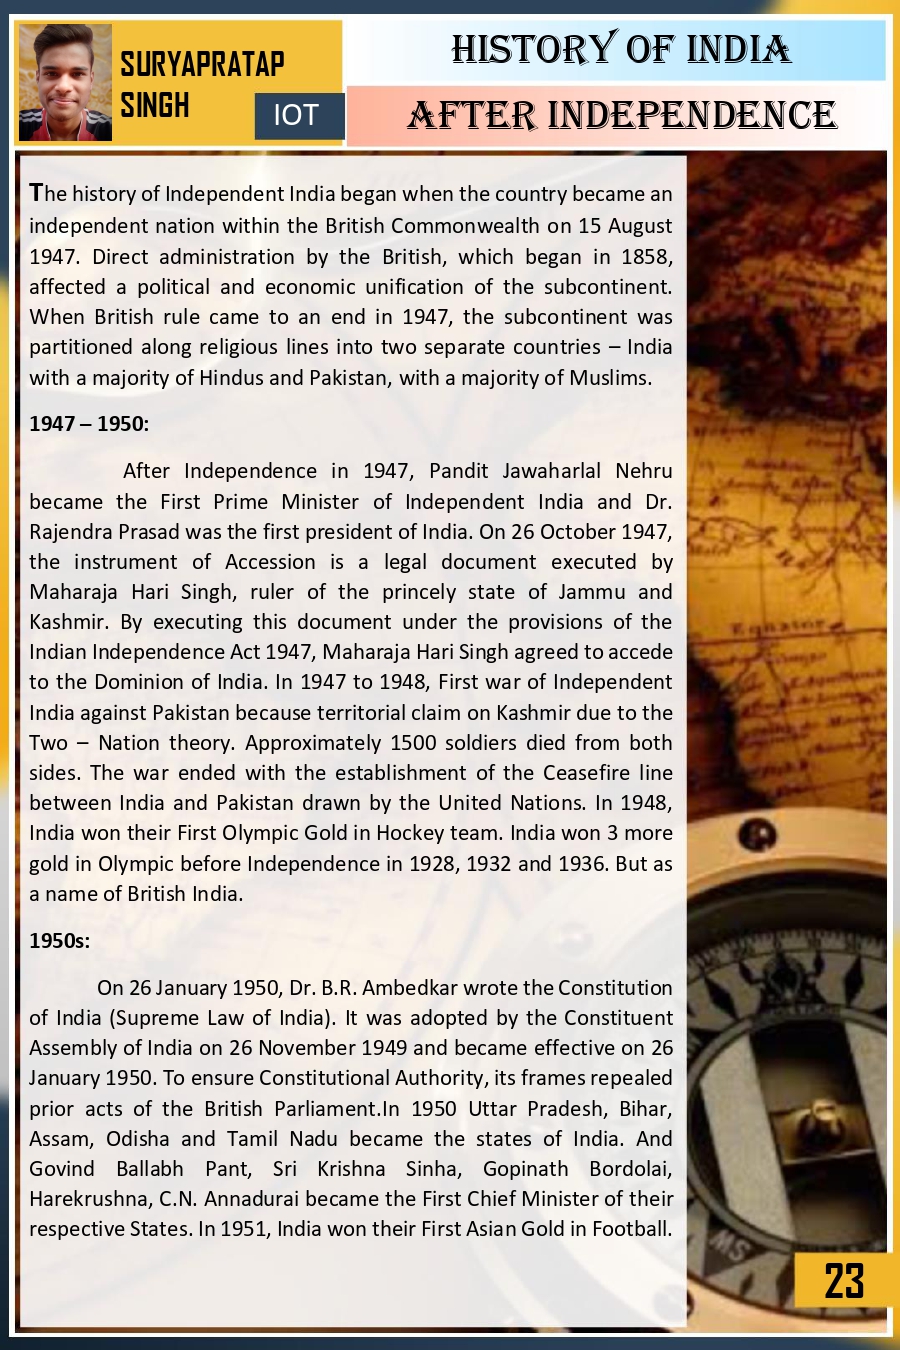 SURYAPRATAP
SINGH
IOT
HISTORY OF INDIA
AFTER INDEPENDENCE
The history of Independent India began when the country became an
independent nation within the British Commonwealth on 15 August
1947. Direct administration by the British, which began in 1858,
affected a political and economic unification of the subcontinent.
When British rule came to an end in 1947, the subcontinent was
partitioned along religious lines into two separate countries – India
with a majority of Hindus and Pakistan, with a majority of Muslims.
1947 – 1950:
After Independence in 1947, Pandit Jawaharlal Nehru
became the First Prime Minister of Independent India and Dr.
Rajendra Prasad was the first president of India. On 26 October 1947,
the instrument of Accession is a legal document executed by
Maharaja Hari Singh, ruler of the princely state of Jammu and
Kashmir. By executing this document under the provisions of the
Indian Independence Act 1947, Maharaja Hari Singh agreed to accede
to the Dominion of India. In 1947 to 1948, First war of Independent
India against Pakistan because territorial claim on Kashmir due to the
Two – Nation theory. Approximately 1500 soldiers died from both
sides. The war ended with the establishment of the Ceasefire line
between India and Pakistan drawn by the United Nations. In 1948,
India won their First Olympic Gold in Hockey team. India won 3 more
gold in Olympic before Independence in 1928, 1932 and 1936. But as
a name of British India.
1950s:
On 26 January 1950, Dr. B.R. Ambedkar wrote the Constitution
of India (Supreme Law of India). It was adopted by the Constituent
Assembly of India on 26 November 1949 and became effective on 26
January 1950. To ensure Constitutional Authority, its frames repealed
prior acts of the British Parliament.In 1950 Uttar Pradesh, Bihar,
Assam, Odisha and Tamil Nadu became the states of India. And
Govind Ballabh Pant, Sri Krishna Sinha, Gopinath Bordolai,
Harekrushna, C.N. Annadurai became the First Chief Minister of their
respective States. In 1951, India won their First Asian Gold in Football.
Equator
SW
23